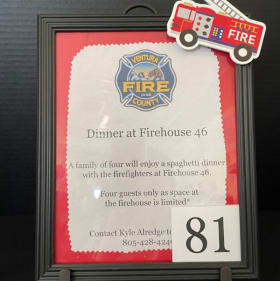 FIRE
VENTURA
FIRE
COUNTY
Dinner at Firehouse 46
A family of four will enjoy a spaghetti dinner
with the firefighters at Firehouse 46.
Four guests only as space at
the firehouse is limited*
Contact Kyle Alredge to
805-428-424
81